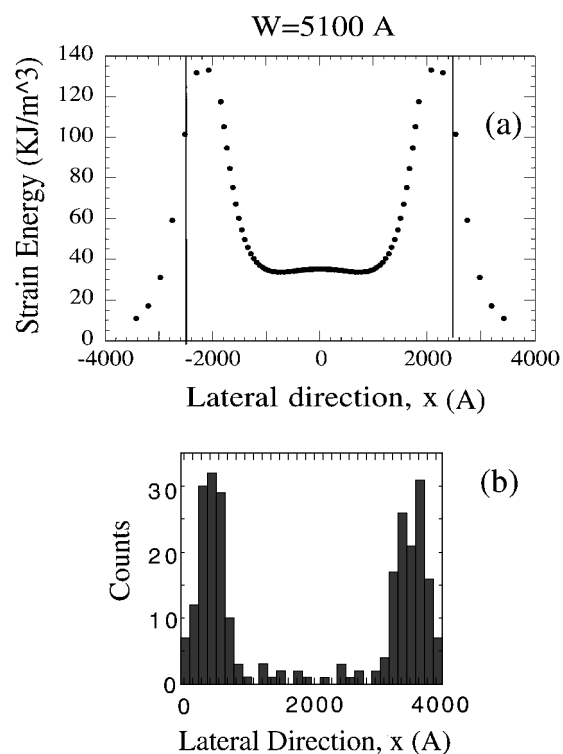 W=5100 A
140
120
100
80
60
40
20
0
Strain Energy (KJ/m^3)
(a)
-4000 -2000 0 2000 4000
Lateral direction, x (A)
(b)
30
20
10
0
Counts
0 2000 4000
Lateral Direction, x (A)